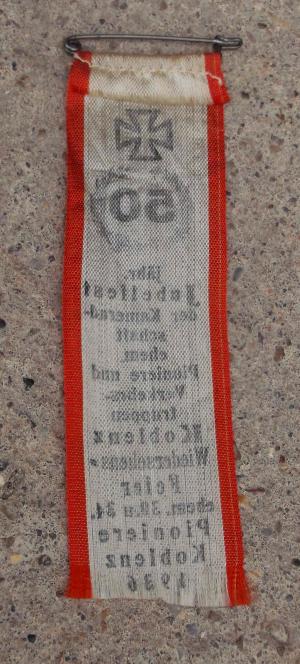 50
jähr.
Jubelfest
der Kamerad-
schaft
ehem.
Pioniere und
Verkehrs-
truppen
Koblenz
Wiedersehens=
Feier
ehem. 30. u 34.
Pioniere
Koblenz
1936